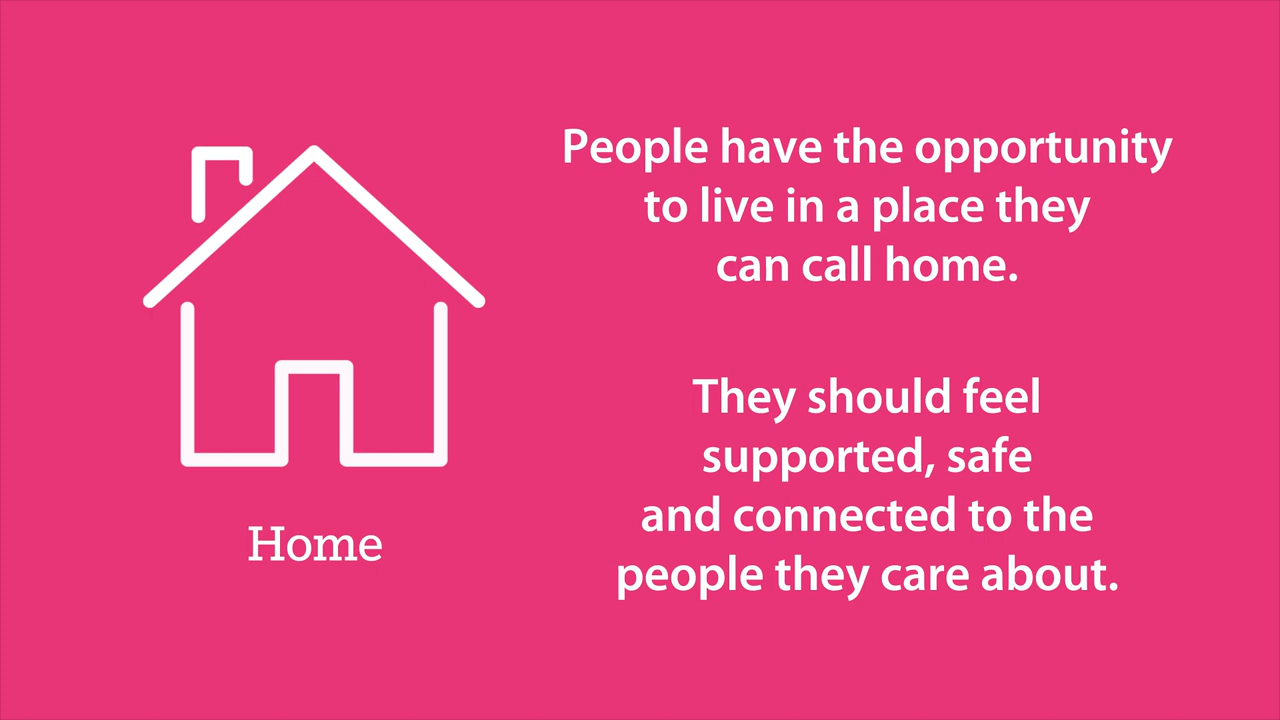 Home
People have the opportunity
to live in a place they
can call home.
They should feel
supported, safe
and connected to the
people they care about.